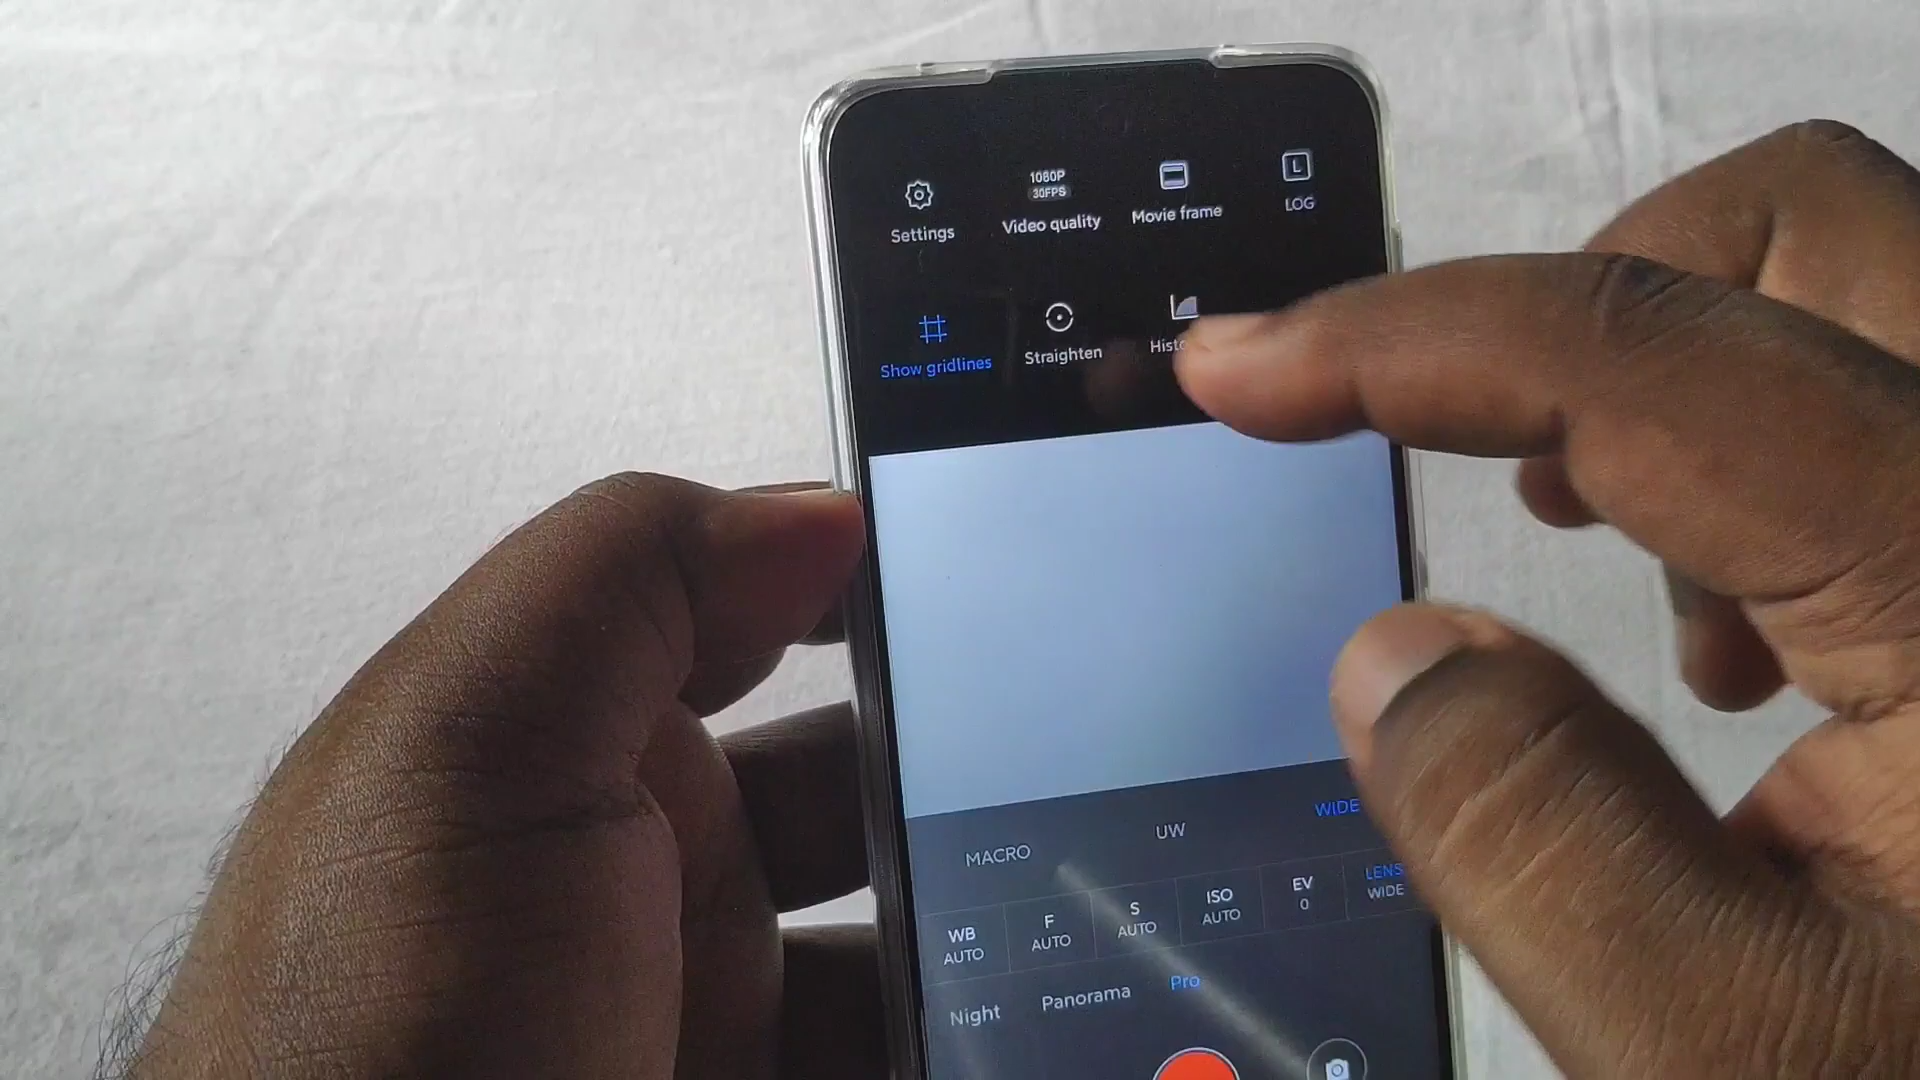 1080P
30FPS
Settings
Video quality
Movie frame
L
LOG
Show gridlines
Straighten
MACRO
UW
WIDE
WB
AUTO
F
AUTO
S
AUTO
ISO
AUTO
EV
0
LENS
WIDE
Night
Panorama
Pro